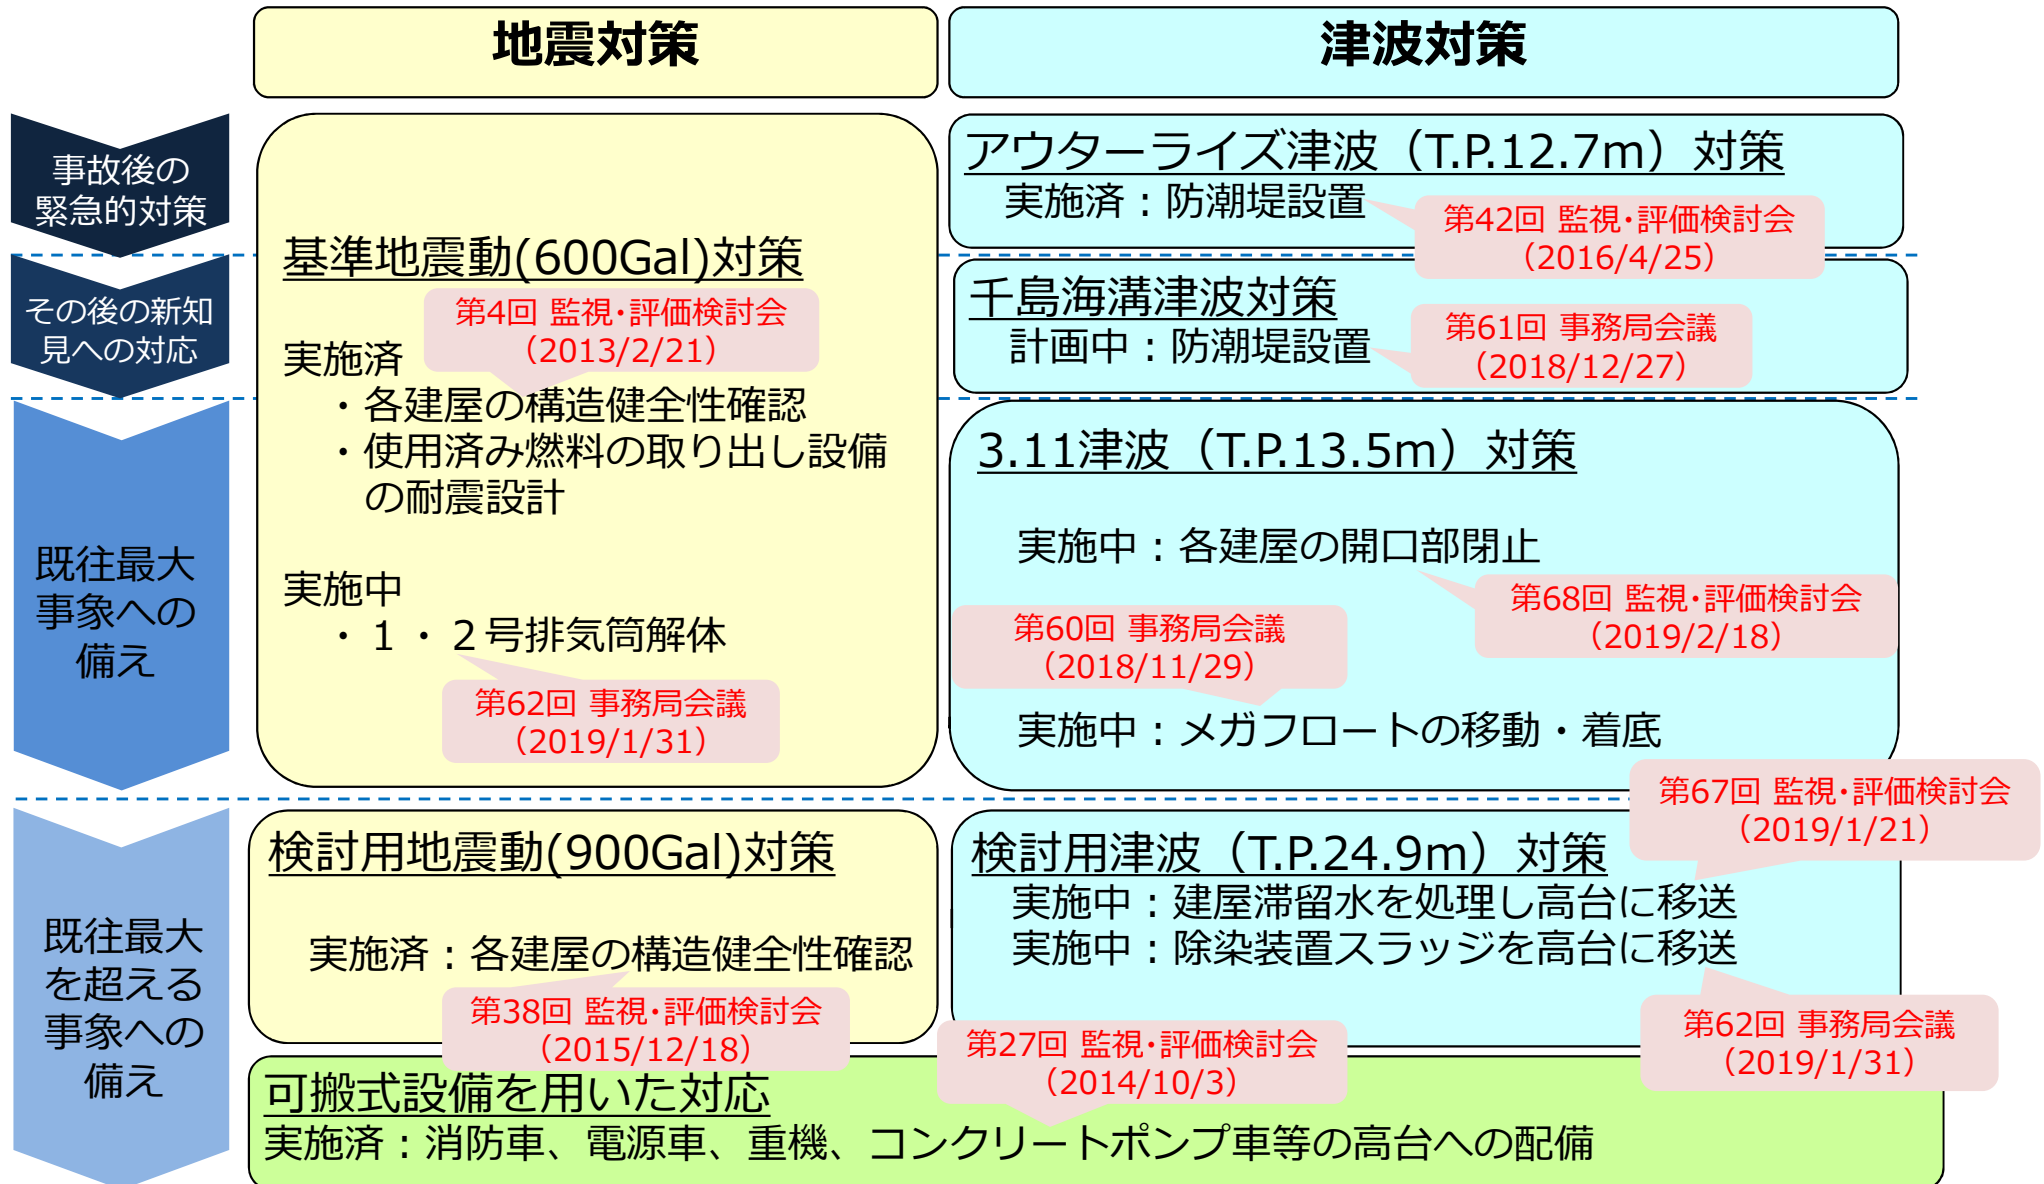 地震対策
津波対策
事故後の
緊急的対策
その後の新知
見への対応
既往最大
事象への
備え
既往最大
を超える
事象への
備え
基準地震動(600Gal)対策
第4回 監視･評価検討会
（2013/2/21）
実施済
・各建屋の構造健全性確認
・使用済み燃料の取り出し設備
の耐震設計
実施中
・１・２号排気筒解体
第62回 事務局会議
（2019/1/31）
アウターライズ津波（T.P.12.7m）対策
実施済：防潮堤設置
第42回 監視･評価検討会
（2016/4/25）
千島海溝津波対策
計画中：防潮堤設置
第61回 事務局会議
（2018/12/27）
3.11津波（T.P.13.5m）対策
実施中：各建屋の開口部閉止
第68回 監視･評価検討会
（2019/2/18）
第60回 事務局会議
（2018/11/29）
実施中：メガフロートの移動・着底
検討用地震動(900Gal)対策
実施済：各建屋の構造健全性確認
第38回 監視･評価検討会
（2015/12/18）
第67回 監視･評価検討会
（2019/1/21）
検討用津波（T.P.24.9m）対策
実施中：建屋滞留水を処理し高台に移送
実施中：除染装置スラッジを高台に移送
第62回 事務局会議
（2019/1/31）
第27回 監視･評価検討会
（2014/10/3）
可搬式設備を用いた対応
実施済：消防車、電源車、重機、コンクリートポンプ車等の高台への配備